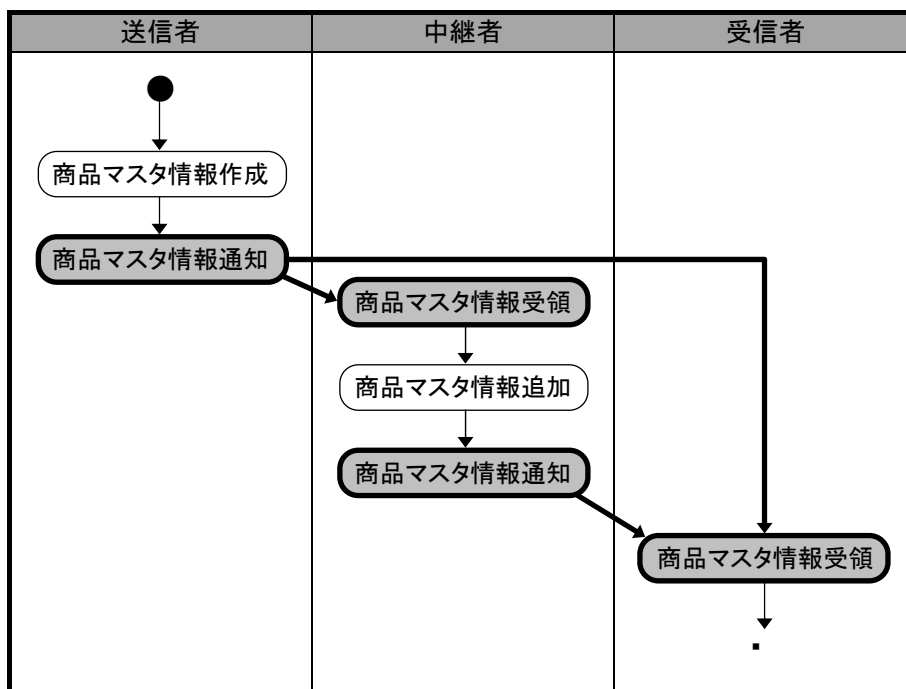 送信者
中継者
受信者
商品マスタ情報作成
商品マスタ情報通知
商品マスタ情報受領
商品マスタ情報追加
商品マスタ情報通知
商品マスタ情報受領